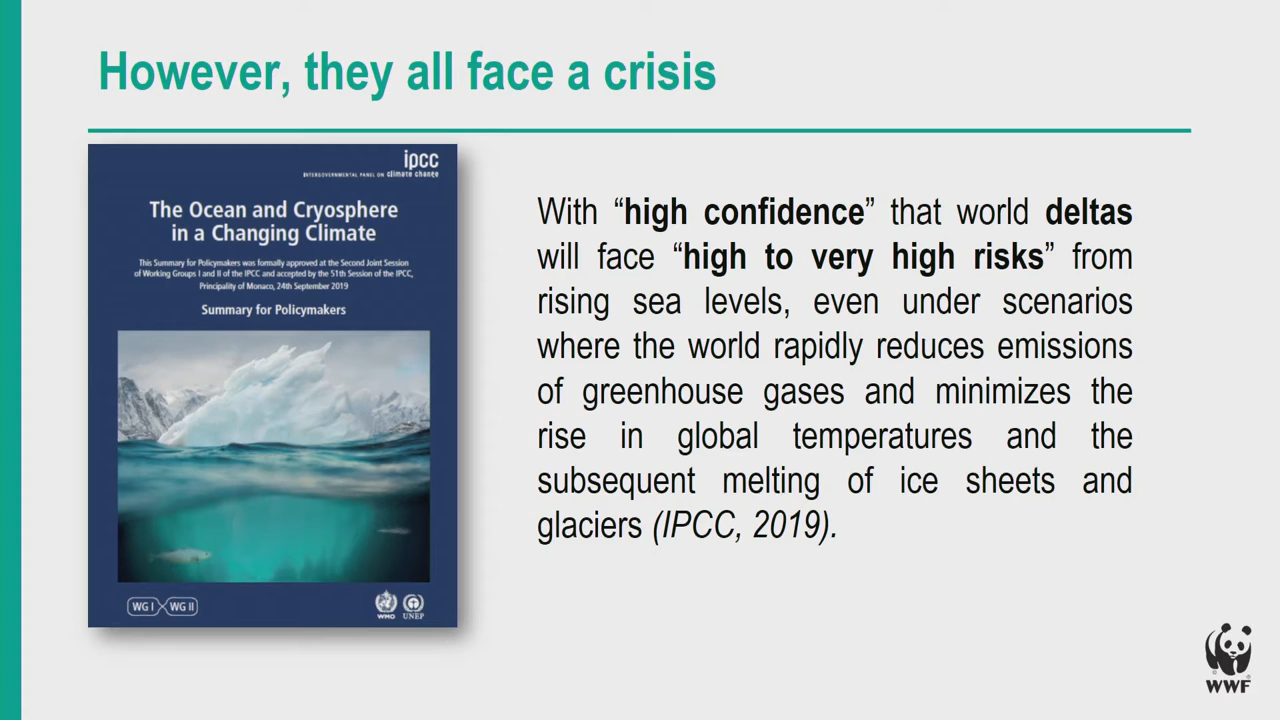 However, they all face a crisis
ipcc
INTERGOVERNMENTAL PANEL ON climate change
The Ocean and Cryosphere
in a Changing Climate
This Summary for Policymakers was formally approved at the Second Joint Session
of Working Groups I and II of the IPCC and accepted by the 51th Session of the IPCC,
Principality of Monaco, 24th September 2019
Summary for Policymakers
WG I WG II
WMO UNEP
With “high confidence” that world deltas
will face “high to very high risks” from
rising sea levels, even under scenarios
where the world rapidly reduces emissions
of greenhouse gases and minimizes the
rise in global temperatures and the
subsequent melting of ice sheets and
glaciers (IPCC, 2019).
WWF